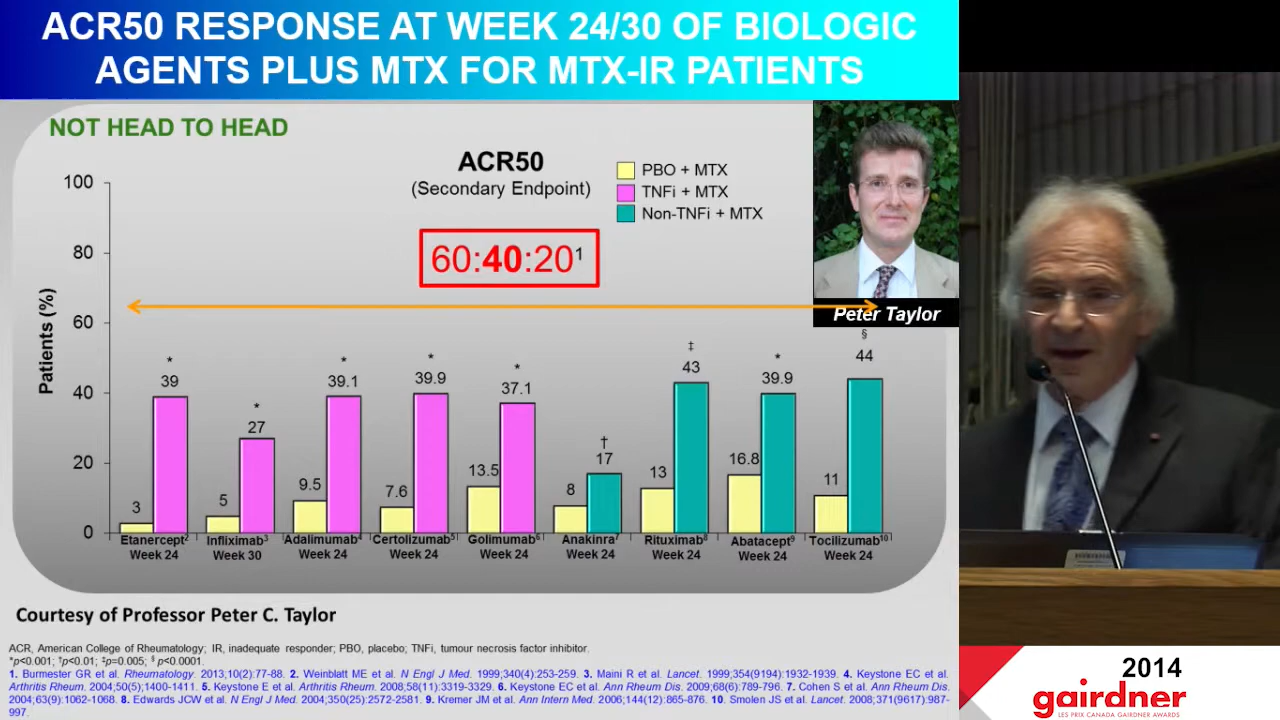 ACR50 RESPONSE AT WEEK 24/30 OF BIOLOGIC
AGENTS PLUS MTX FOR MTX-IR PATIENTS
NOT HEAD TO HEAD
ACR50
(Secondary Endpoint)
PBO + MTX
TNFi + MTX
Non-TNFi + MTX
60:40:20¹
Peter Taylor
Patients (%)
100
80
60
40
20
0
3
* 39
5
* 27
9.5
* 39.1
7.6
* 39.9
13.5
* 37.1
8
† 17
13
‡ 43
16.8
* 39.9
11
§ 44
Etanercept² Infliximab³ Adalimumab⁴ Certolizumab⁵ Golimumab⁶ Anakinra⁷ Rituximab⁸ Abatacept⁹ Tocilizumab¹⁰
Week 24 Week 30 Week 24 Week 24 Week 24 Week 24 Week 24 Week 24 Week 24
Courtesy of Professor Peter C. Taylor
ACR, American College of Rheumatology; IR, inadequate responder; PBO, placebo; TNFi, tumour necrosis factor inhibitor.
*p<0.001; †p<0.01; ‡p=0.005; § p<0.0001.
1. Burmester GR et al. Rheumatology. 2013;10(2):77-88. 2. Weinblatt ME et al. N Engl J Med. 1999;340(4):253-259. 3. Maini R et al. Lancet. 1999;354(9194):1932-1939. 4. Keystone EC et al.
Arthritis Rheum. 2004;50(5):1400-1411. 5. Keystone E et al. Arthritis Rheum. 2008;58(11):3319-3329. 6. Keystone EC et al. Ann Rheum Dis. 2009;68(6):789-796. 7. Cohen S et al. Ann Rheum Dis.
2004;63(9):1062-1068. 8. Edwards JCW et al. N Engl J Med. 2004;350(25):2572-2581. 9. Kremer JM et al. Ann Intern Med. 2006;144(12):865-876. 10. Smolen JS et al. Lancet. 2008;371(9617):987-
997.
2014
gairdner
LES PRIX CANADA GAIRDNER AWARDS